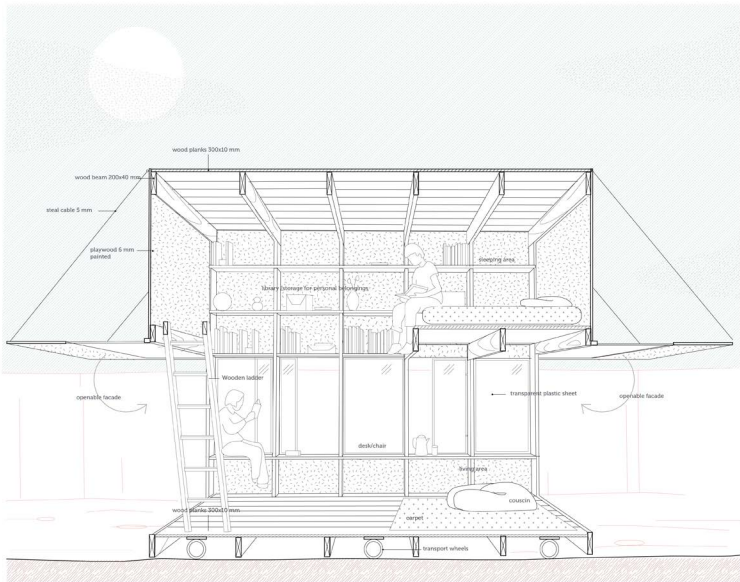 wood planks 300x10 mm
wood beam 200x40 mm
steal cable 5 mm
playwood 6 mm
painted
sleeping area
library (storage for personal belongings
openable facade
Wooden ladder
transparent plastic sheet
openable facade
desk/chair
living area
couscin
wood planks 300x10 mm
carpet
transport wheels